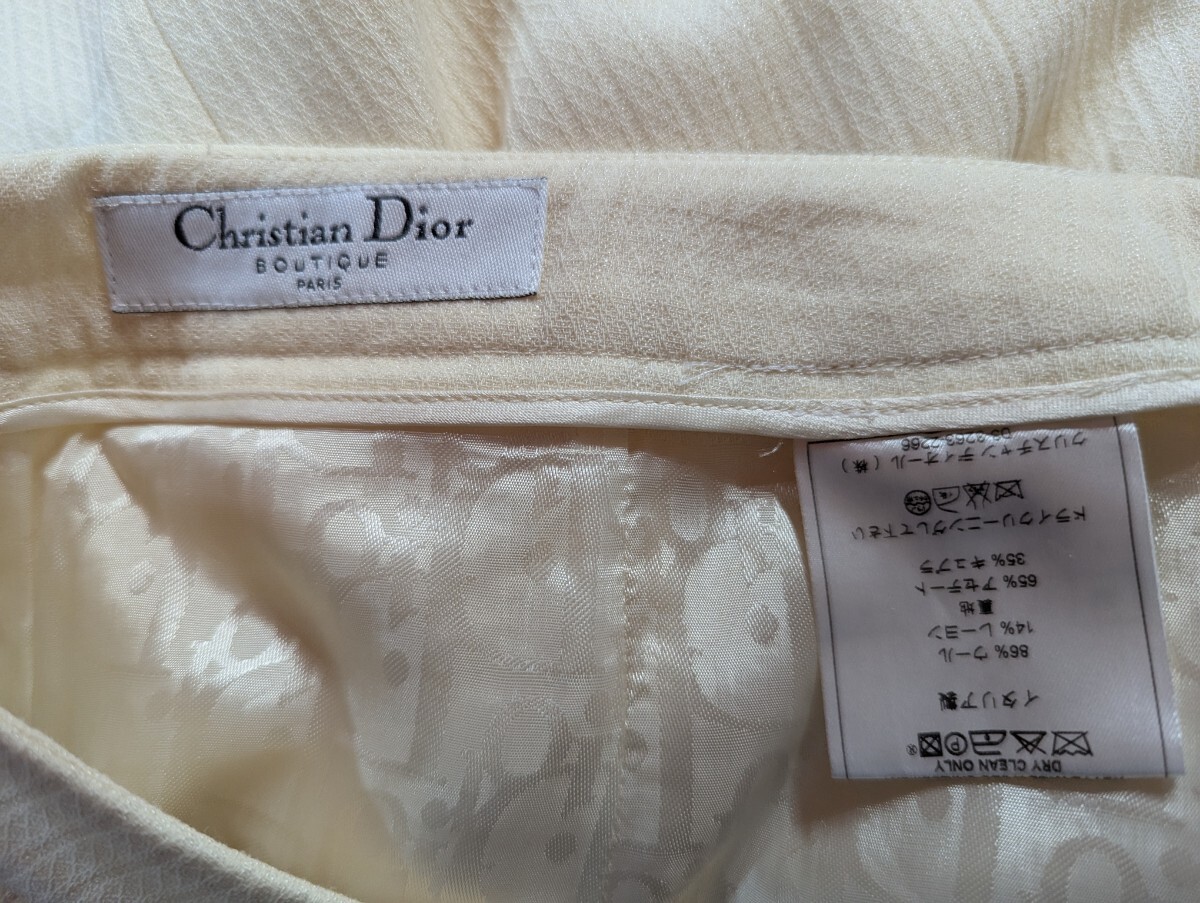 Christian Dior
BOUTIQUE
PARIS
DRY CLEAN ONLY
イタリア製
86% ウール
14% レーヨン
裏地
65% アセテート
35% キュプラ
ドライクリーニングして下さい
クリスチャンディオール (株)